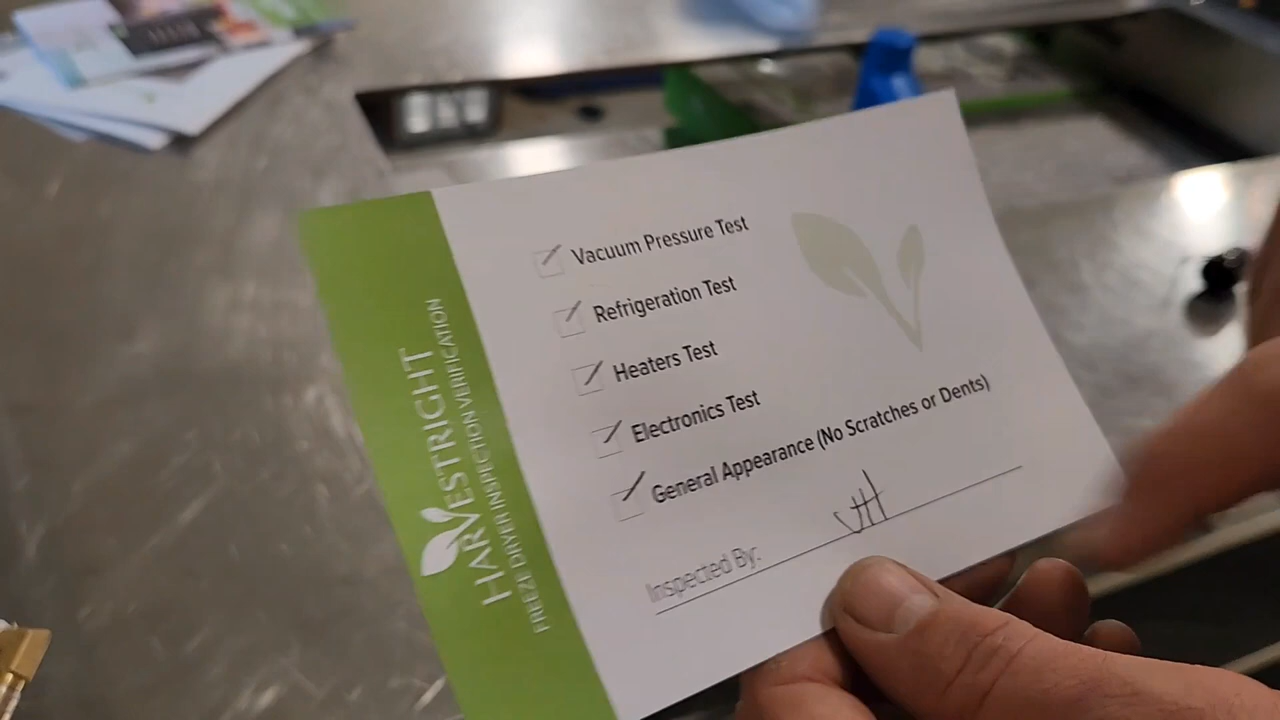 HARVESTRIGHT
FREEZE DRYER INSPECTION VERIFICATION
Vacuum Pressure Test
Refrigeration Test
Heaters Test
Electronics Test
General Appearance (No Scratches or Dents)
Inspected By: